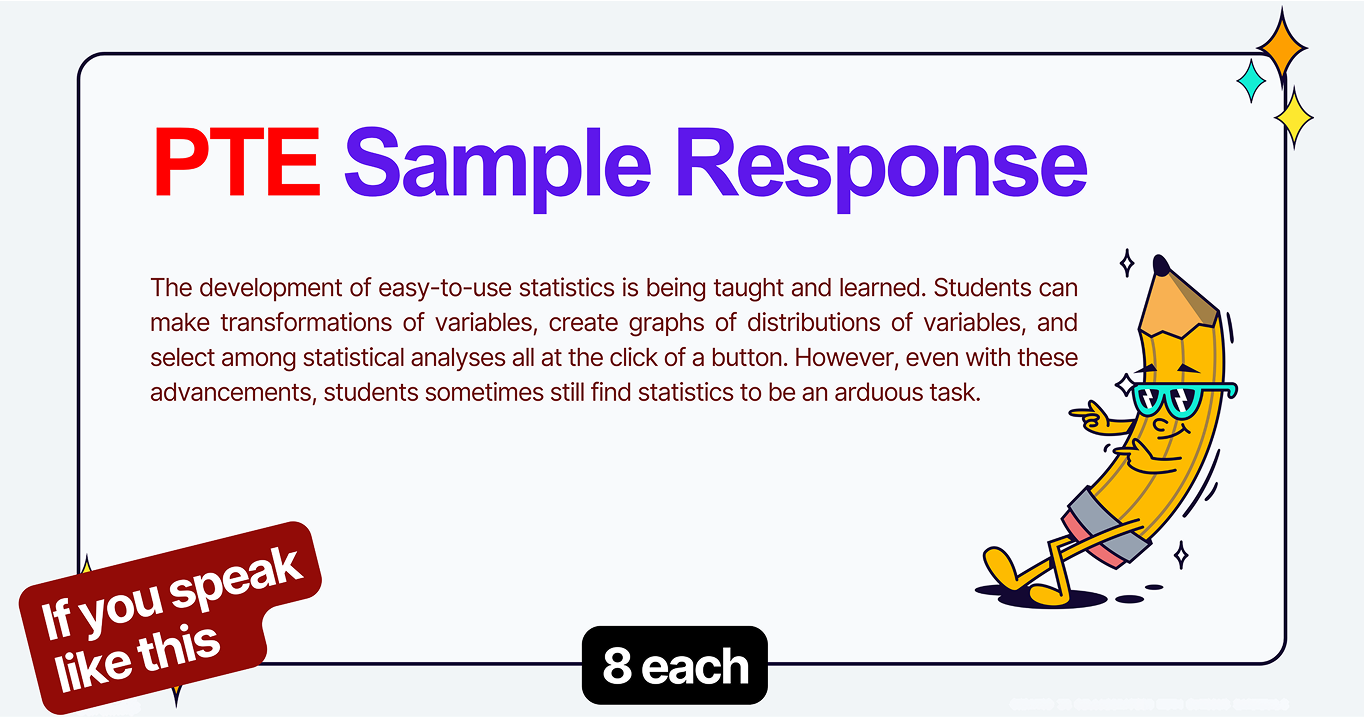 PTE Sample Response
The development of easy-to-use statistics is being taught and learned. Students can
make transformations of variables, create graphs of distributions of variables, and
select among statistical analyses all at the click of a button. However, even with these
advancements, students sometimes still find statistics to be an arduous task.
If you speak
like this
8 each